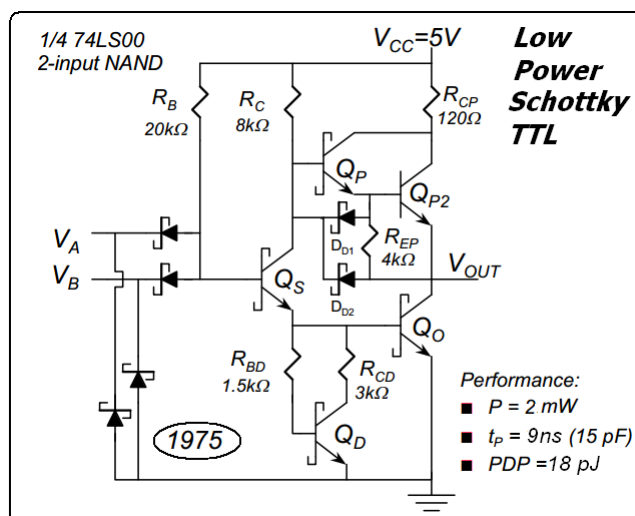 1/4 74LS00
2-input NAND
V_CC=5V
Low
Power
Schottky
TTL
R_B
20kΩ
R_C
8kΩ
R_CP
120Ω
Q_P
Q_P2
V_A
D_D1
R_EP
4kΩ
V_B
Q_S
D_D2
V_OUT
Q_O
R_BD
1.5kΩ
R_CD
3kΩ
Q_D
1975
Performance:
■ P = 2 mW
■ t_P = 9ns (15 pF)
■ PDP =18 pJ